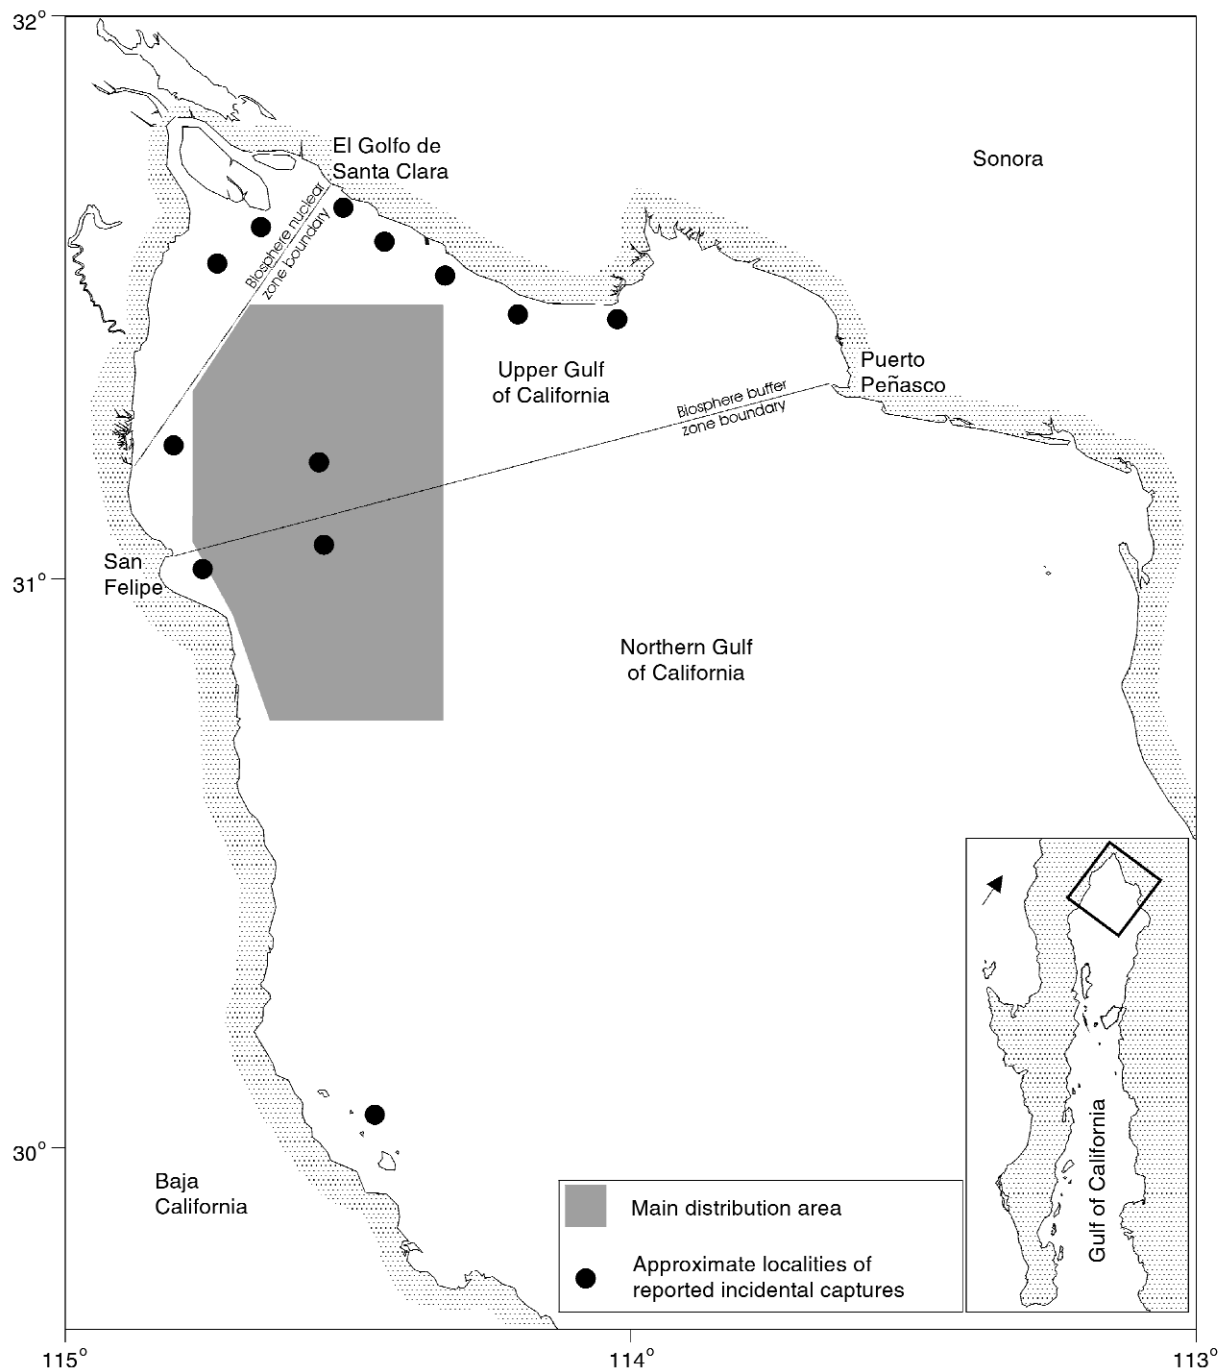 32°
El Golfo de
Santa Clara
Sonora
Biosphere nuclear
zone boundary
Upper Gulf
of California
Puerto
Peñasco
Biosphere buffer
zone boundary
San
Felipe
31°
Northern Gulf
of California
30°
Baja
California
Main distribution area
Approximate localities of
reported incidental captures
Gulf of California
115°
114°
113°